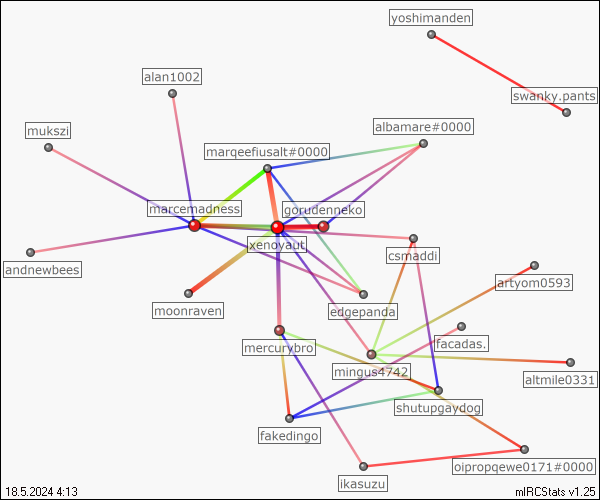 yoshimanden
alan1002
swanky.pants
mukszi
albamare#0000
marqeefiusalt#0000
marcemadness
gorudenneko
xenoyaut
csmaddi
andnewbees
artyom0593
moonraven
edgepanda
mercurybro
facadas.
mingus4742
altmile0331
shutupgaydog
fakedingo
oipropqewe0171#0000
ikasuzu
18.5.2024 4:13
mIRCStats v1.25